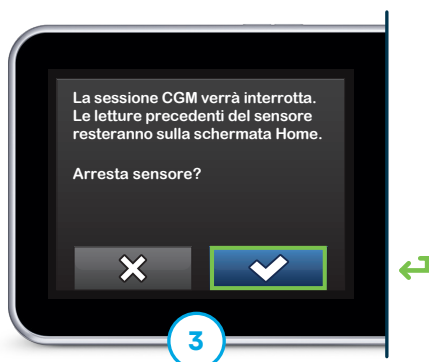 La sessione CGM verrà interrotta.
Le letture precedenti del sensore
resteranno sulla schermata Home.
Arresta sensore?
3